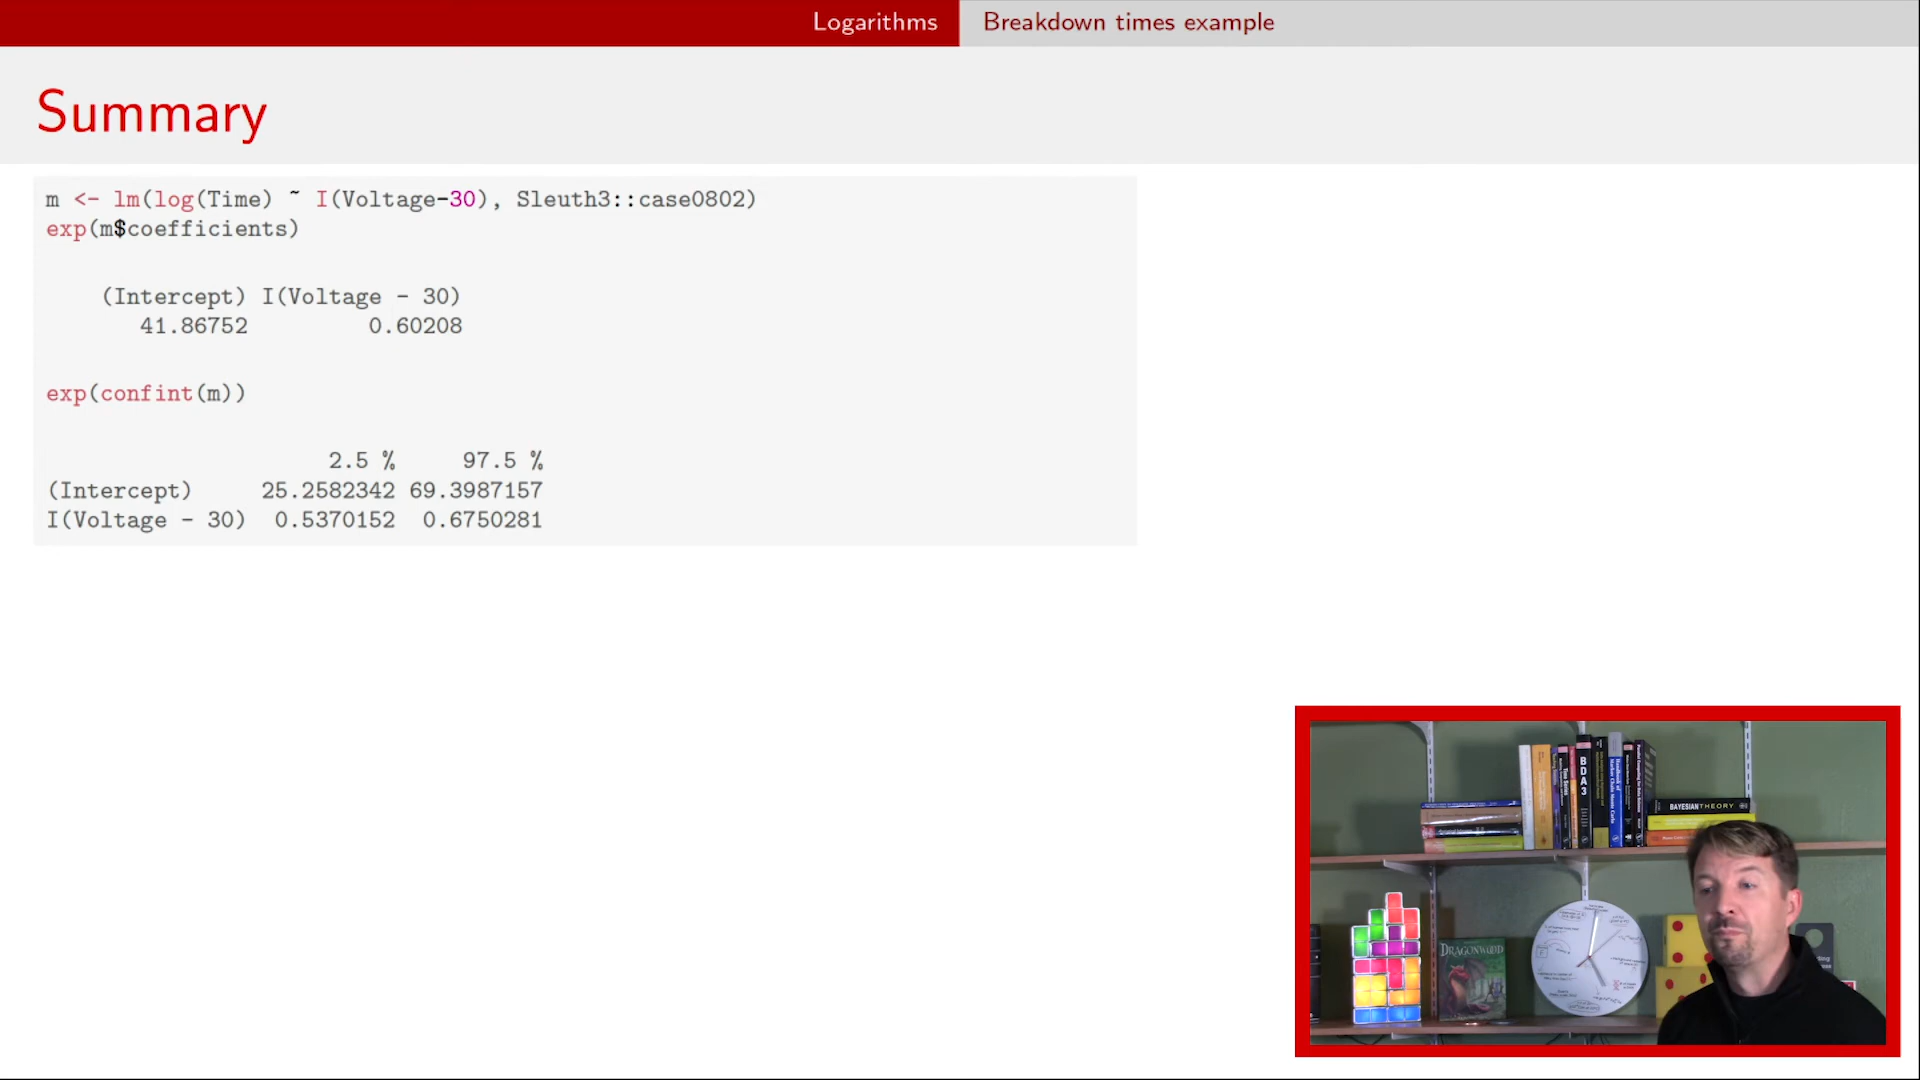 Logarithms
Breakdown times example
Summary
m <- lm(log(Time) ~ I(Voltage-30), Sleuth3::case0802)
exp(m$coefficients)
(Intercept) I(Voltage - 30)
41.86752 0.60208
exp(confint(m))
2.5 % 97.5 %
(Intercept) 25.2582342 69.3987157
I(Voltage - 30) 0.5370152 0.6750281
BDA3
BAYESIAN THEORY
DRAGONWOOD